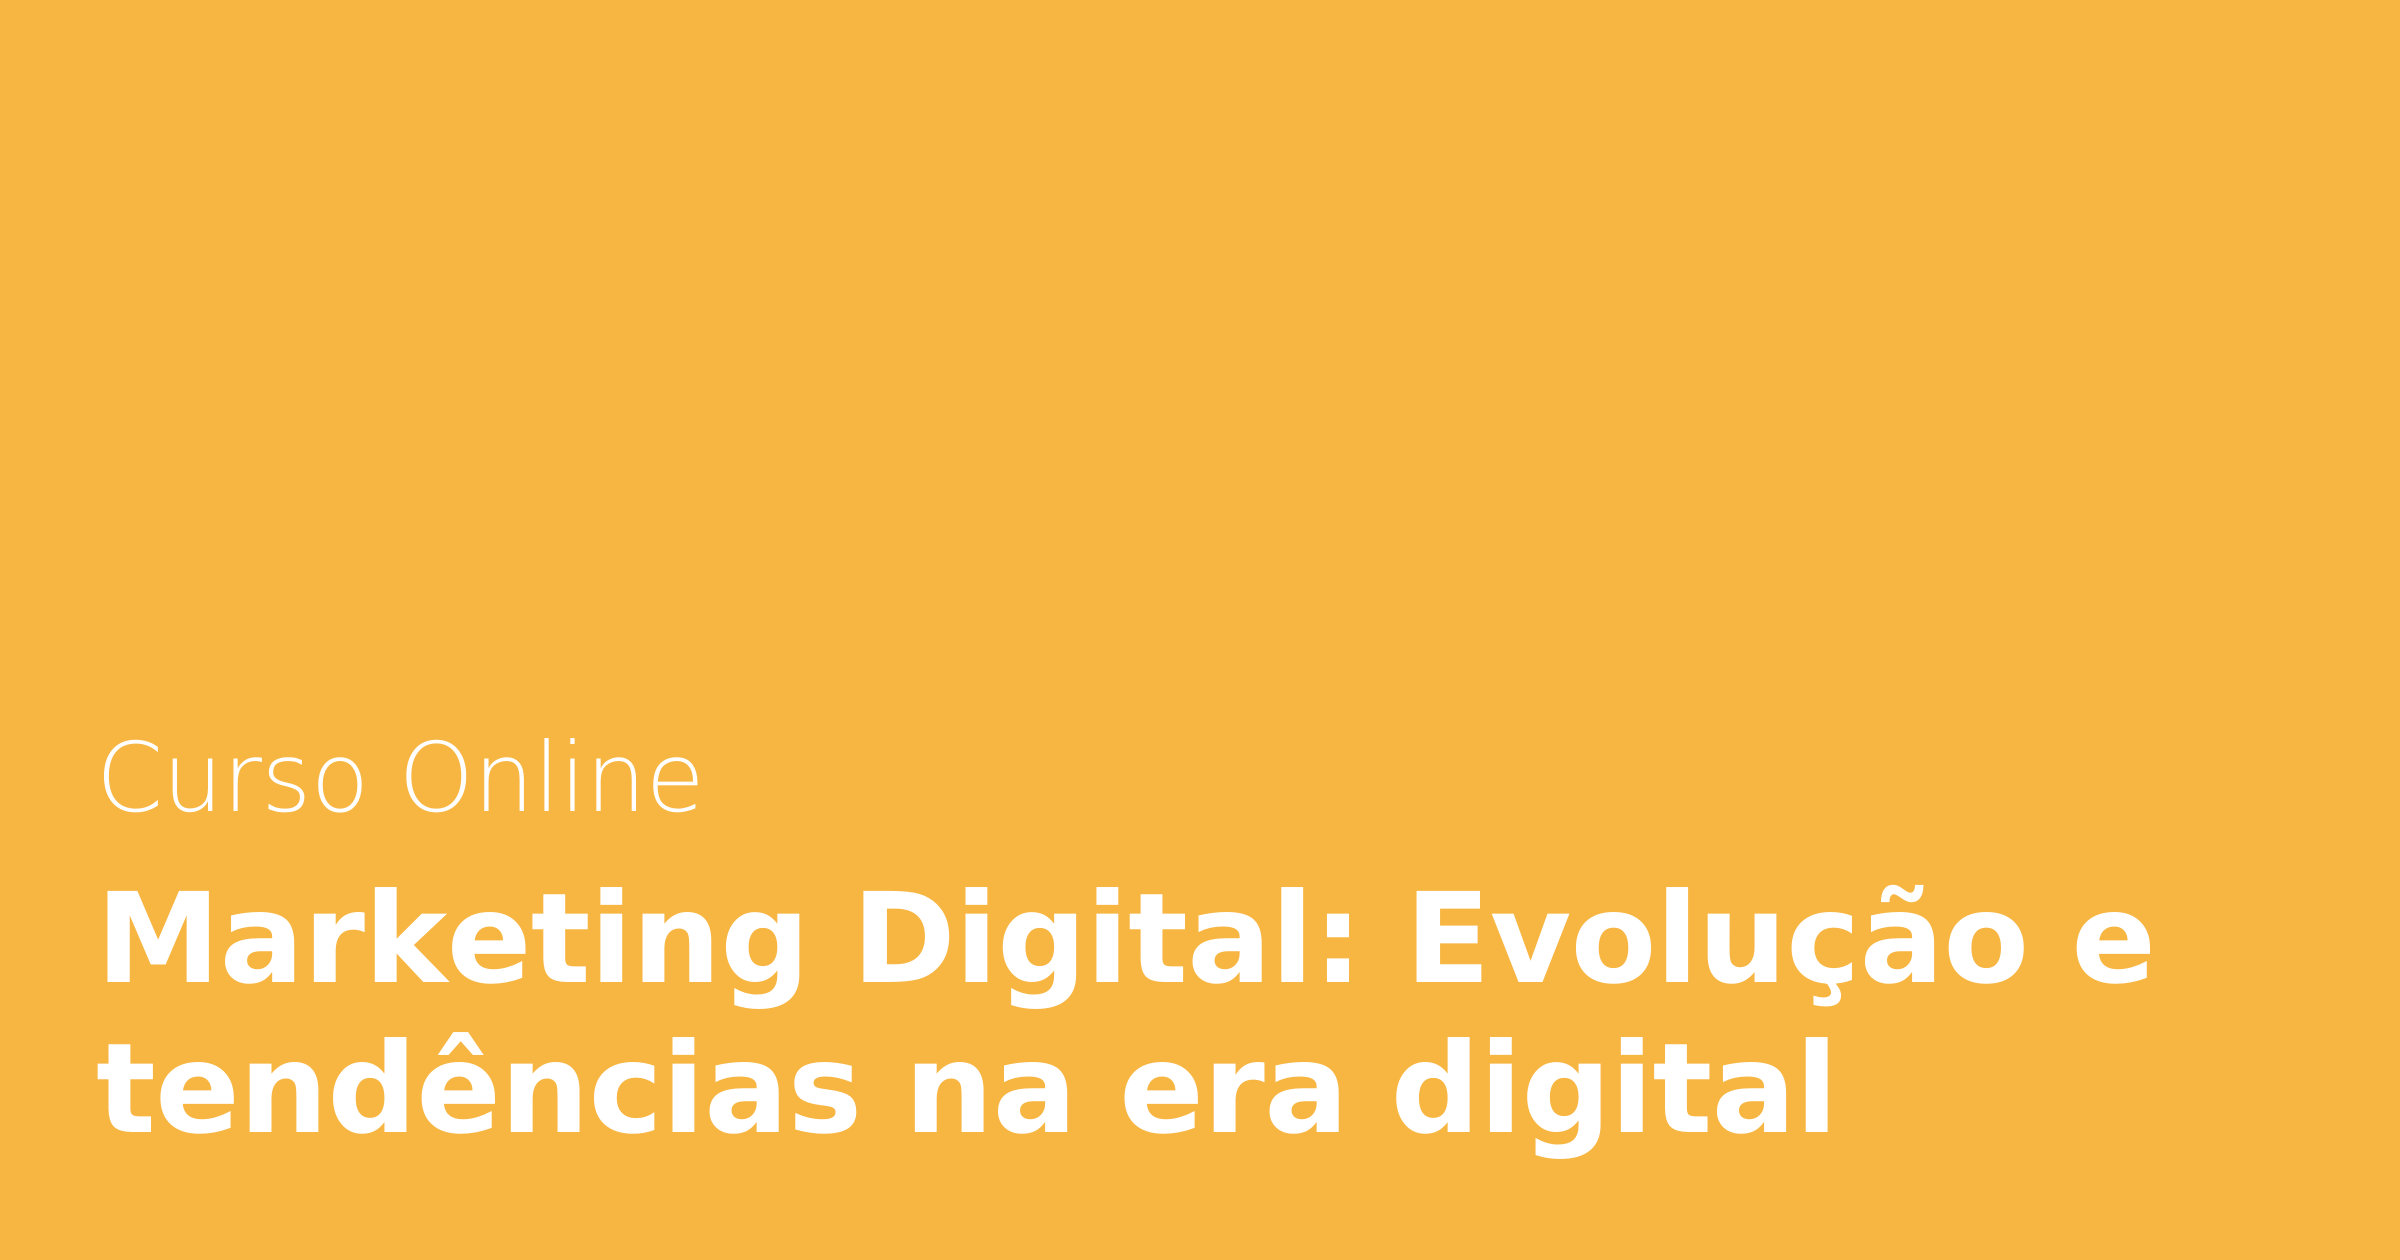 Curso Online
Marketing Digital: Evolução e
tendências na era digital